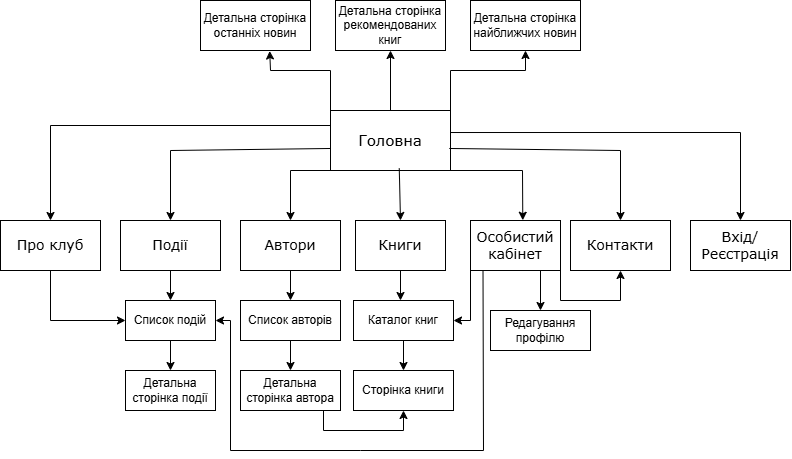 Детальна сторінка
останніх новин
Детальна сторінка
рекомендованих
книг
Детальна сторінка
найближчих новин
Головна
Про клуб
Події
Автори
Книги
Особистий
кабінет
Контакти
Вхід/
Реєстрація
Список подій
Список авторів
Каталог книг
Редагування
профілю
Детальна
сторінка події
Детальна
сторінка автора
Сторінка книги